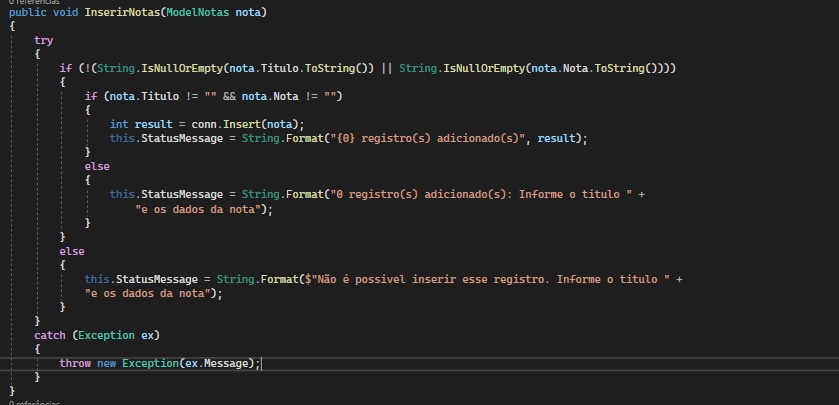 0 referências
public void InserirNotas(ModelNotas nota)
{
try
{
if (!(String.IsNullOrEmpty(nota.Titulo.ToString()) || String.IsNullOrEmpty(nota.Nota.ToString())))
{
if (nota.Titulo != "" && nota.Nota != "")
{
int result = conn.Insert(nota);
this.StatusMessage = String.Format("{0} registro(s) adicionado(s)", result);
}
else
{
this.StatusMessage = String.Format("0 registro(s) adicionado(s): Informe o titulo " +
"e os dados da nota");
}
}
else
{
this.StatusMessage = String.Format($"Não é possivel inserir esse registro. Informe o titulo " +
"e os dados da nota");
}
}
catch (Exception ex)
{
throw new Exception(ex.Message);
}
}
0 referências